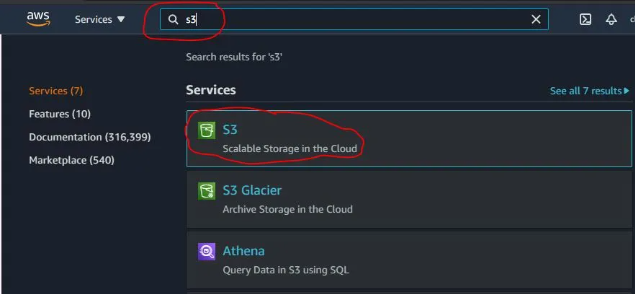 aws
Services ▼
s3
Search results for 's3'
Services (7)
Features (10)
Documentation (316,399)
Marketplace (540)
Services
See all 7 results ▶
S3
Scalable Storage in the Cloud
S3 Glacier
Archive Storage in the Cloud
Athena
Query Data in S3 using SQL